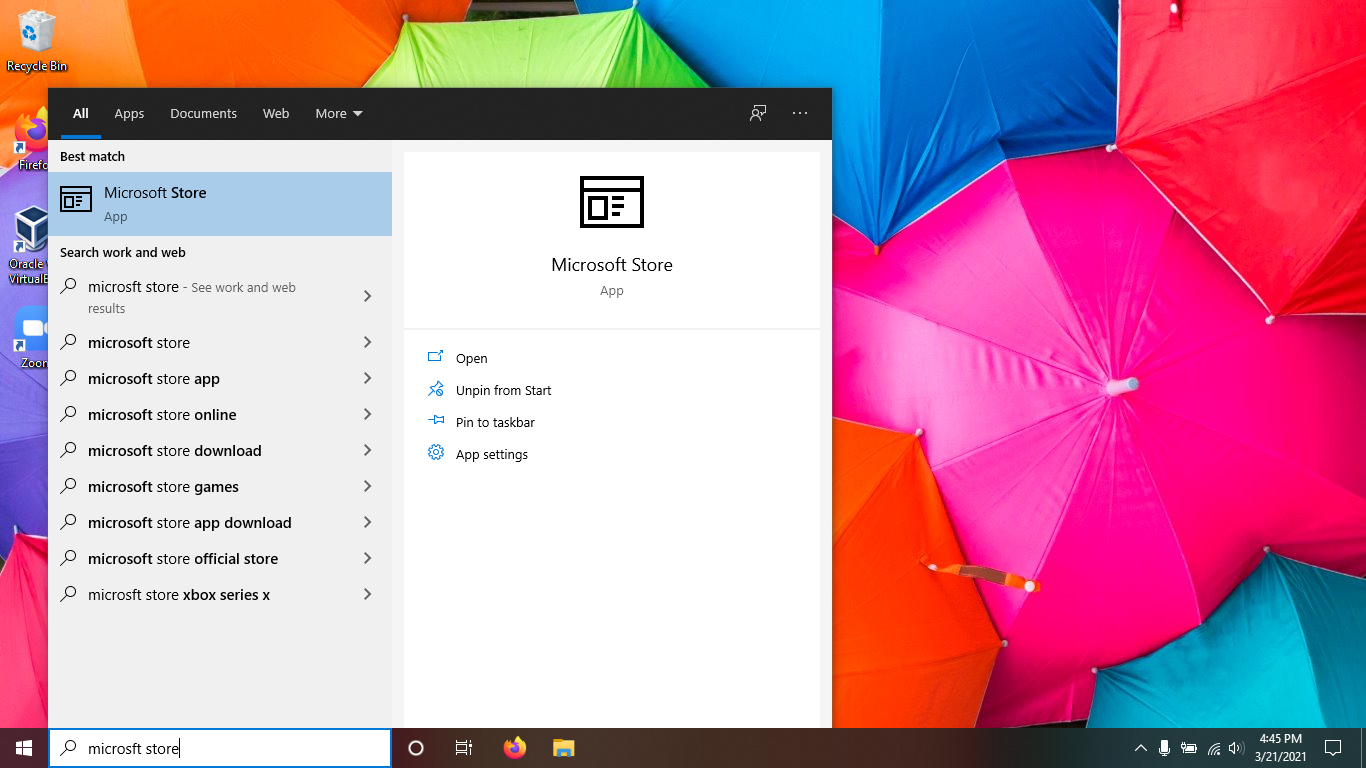 Recycle Bin
Firefo
Oracle
VirtualB
Zoom
All Apps Documents Web More
Best match
Microsoft Store
App
Search work and web
microsft store - See work and web
results
microsoft store
microsoft store app
microsoft store online
microsoft store download
microsoft store games
microsoft store app download
microsoft store official store
microsft store xbox series x
Microsoft Store
App
Open
Unpin from Start
Pin to taskbar
App settings
microsft store
4:45 PM
3/21/2021